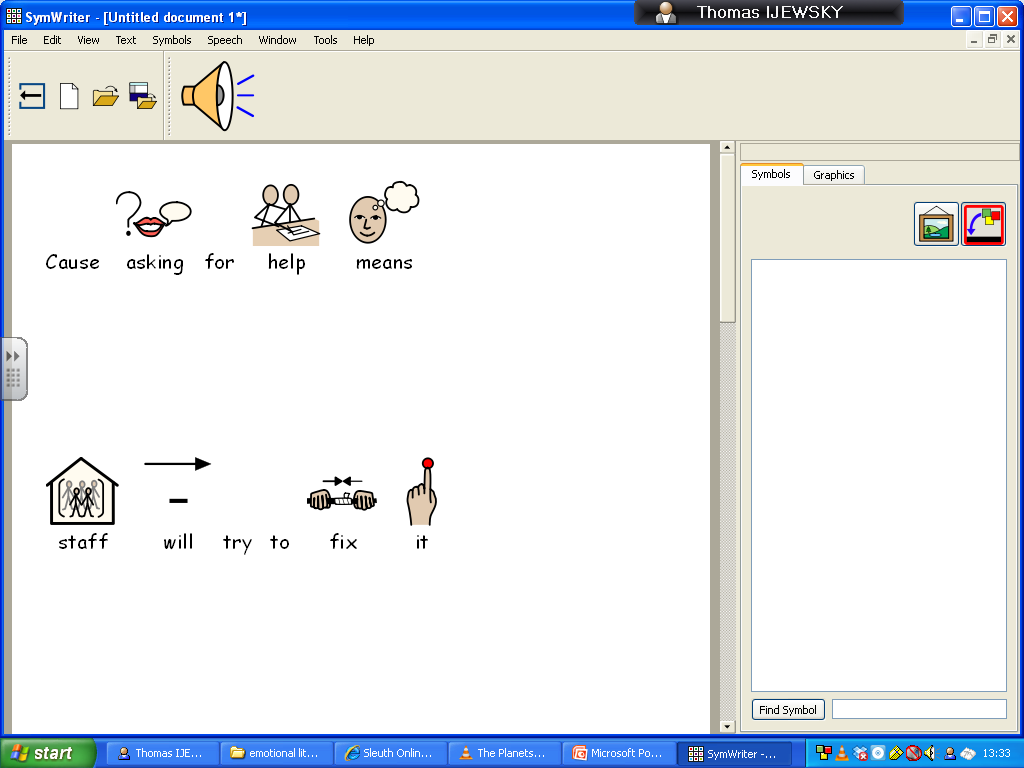 SymWriter - [Untitled document 1*]
Thomas IJEWSKY
File Edit View Text Symbols Speech Window Tools Help
Symbols Graphics
Cause asking for help means
staff will try to fix it
Find Symbol
start Thomas IJE... emotional lit... Sleuth Onlin... The Planets... Microsoft Po... SymWriter -... 13:33